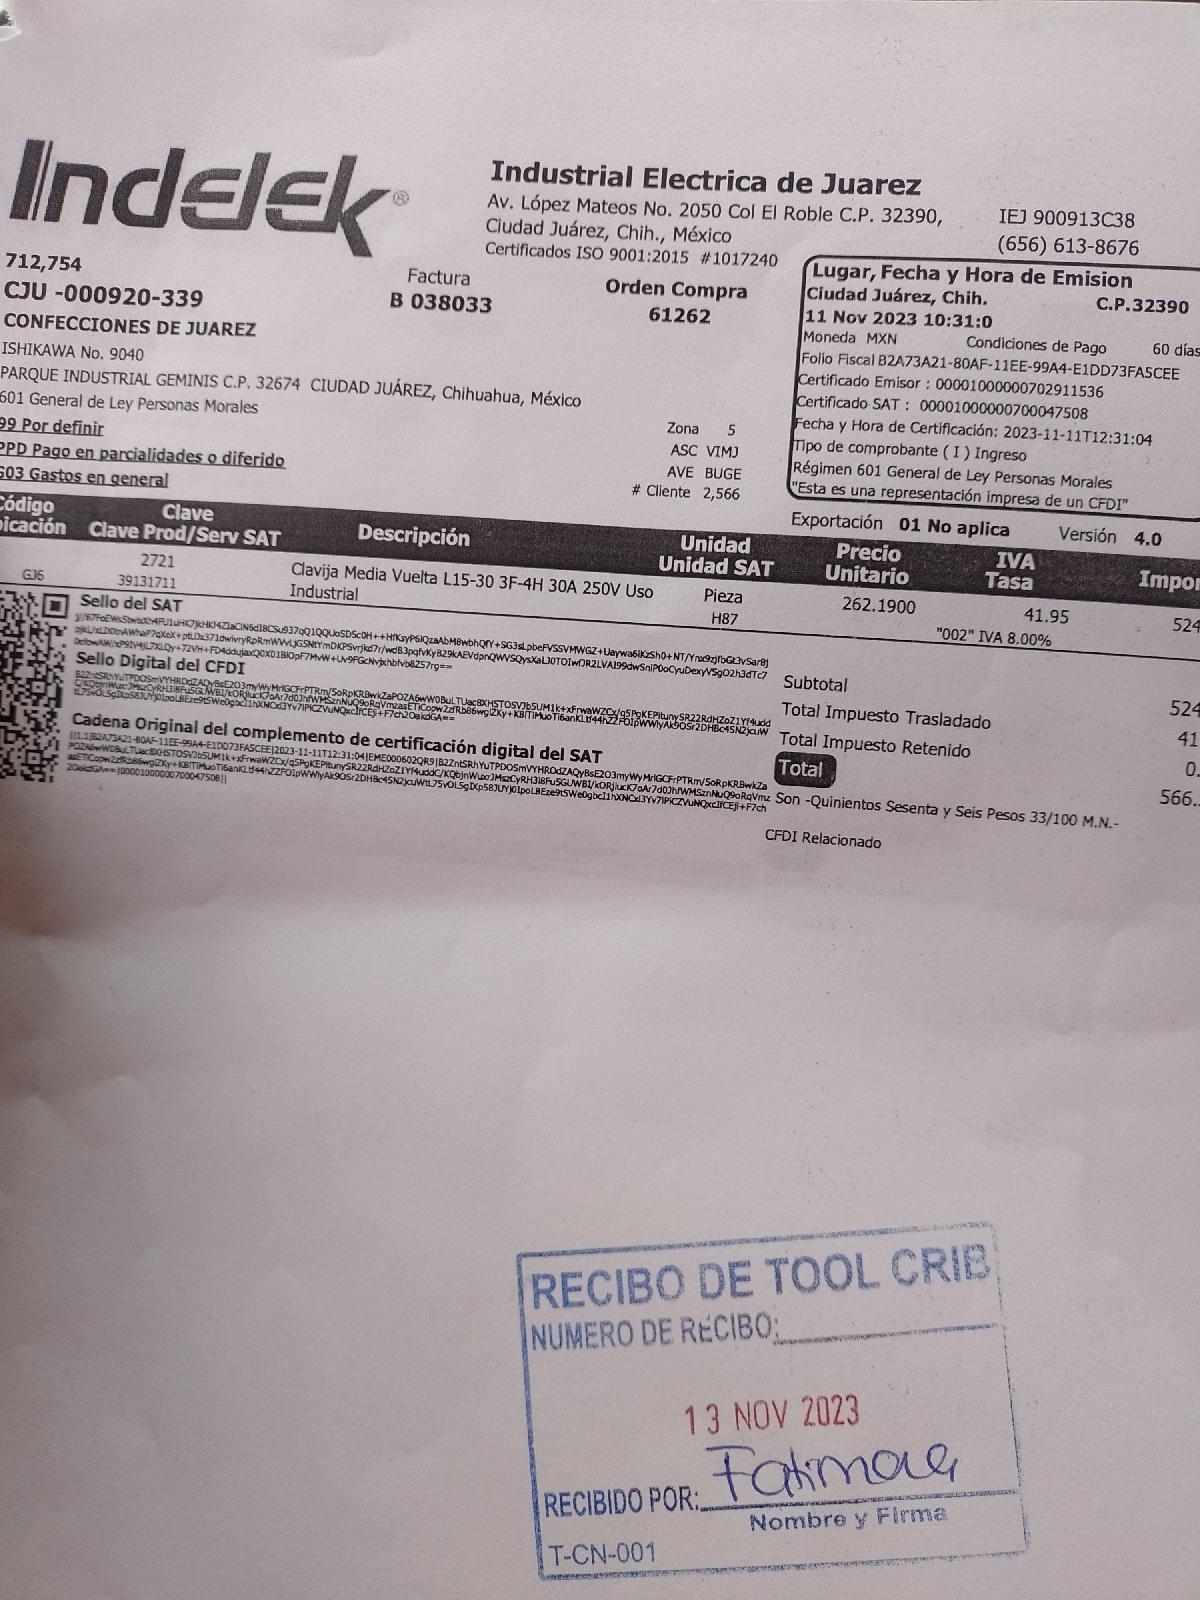 Indelek®
Industrial Electrica de Juarez
Av. López Mateos No. 2050 Col El Roble C.P. 32390,
Ciudad Juárez, Chih., México
Certificados ISO 9001:2015 #1017240
IEJ 900913C38
(656) 613-8676
712,754
CJU -000920-339
CONFECCIONES DE JUAREZ
ISHIKAWA No. 9040
PARQUE INDUSTRIAL GEMINIS C.P. 32674 CIUDAD JUÁREZ, Chihuahua, México
601 General de Ley Personas Morales
99 Por definir
PPD Pago en parcialidades o diferido
G03 Gastos en general
Factura
B 038033
Orden Compra
61262
Zona 5
ASC VIMJ
AVE BUGE
# Cliente 2,566
Lugar, Fecha y Hora de Emision
Ciudad Juárez, Chih. C.P.32390
11 Nov 2023 10:31:0
Moneda MXN Condiciones de Pago 60 días
Folio Fiscal B2A73A21-80AF-11EE-99A4-E1DD73FA5CEE
Certificado Emisor : 00001000000702911536
Certificado SAT : 00001000000700047508
Fecha y Hora de Certificación: 2023-11-11T12:31:04
Tipo de comprobante ( I ) Ingreso
Régimen 601 General de Ley Personas Morales
"Esta es una representación impresa de un CFDI"
Exportación 01 No aplica Versión 4.0
Código Clave Descripción Unidad Precio IVA Impor
bicación Clave Prod/Serv SAT Unidad SAT Unitario Tasa
2721 Clavija Media Vuelta L15-30 3F-4H 30A 250V Uso Pieza 262.1900 41.95 524
GJ6 39131711 Industrial H87 "002" IVA 8.00%
Sello del SAT
Sello Digital del CFDI
Cadena Original del complemento de certificación digital del SAT
Subtotal 524
Total Impuesto Trasladado 41
Total Impuesto Retenido 0.
Total 566.
Son -Quinientos Sesenta y Seis Pesos 33/100 M.N.-
CFDI Relacionado
RECIBO DE TOOL CRIB
NUMERO DE RECIBO:
13 NOV 2023
RECIBIDO POR:
Nombre y Firma
T-CN-001